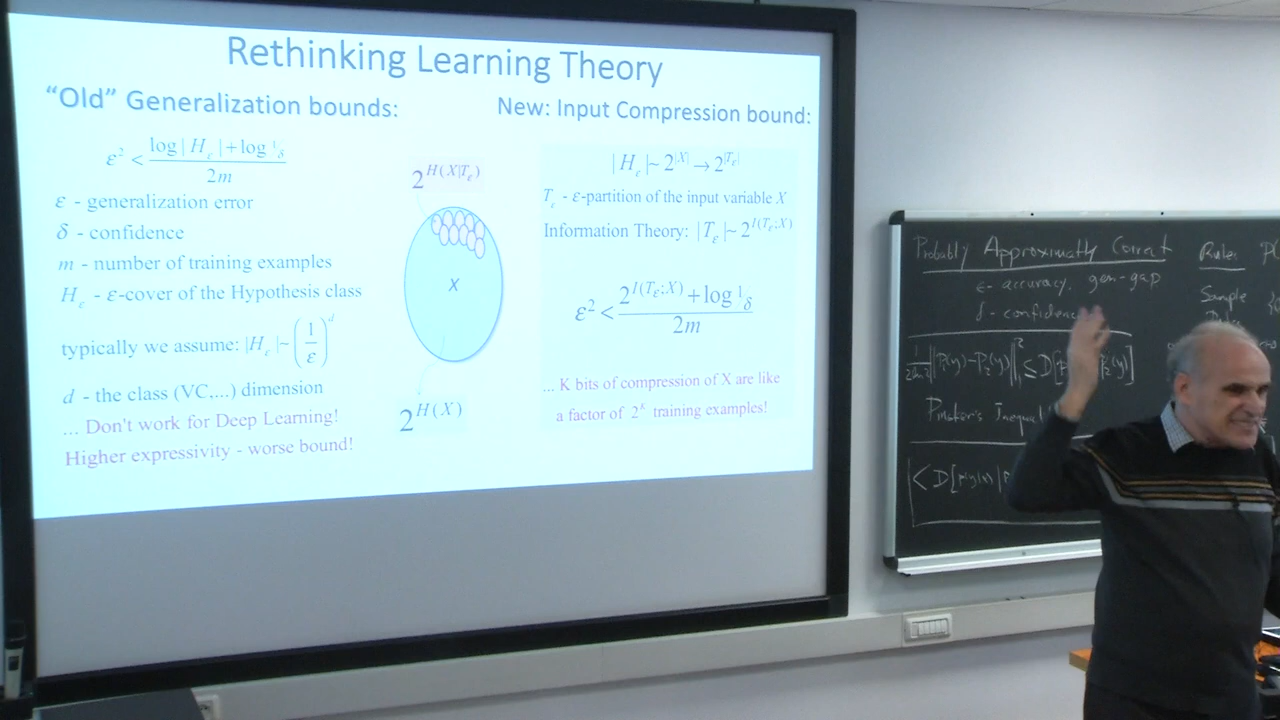 Rethinking Learning Theory
"Old" Generalization bounds:
ε² < (log|H_ε| + log 1/δ) / 2m
ε - generalization error
δ - confidence
m - number of training examples
H_ε - ε-cover of the Hypothesis class
typically we assume: |H_ε| ~ (1/ε)^d
d - the class (VC,...) dimension
... Don't work for Deep Learning!
Higher expressivity - worse bound!
2^H(X|T_ε)
X
2^H(X)
New: Input Compression bound:
|H_ε| ~ 2^|X| → 2^|T_ε|
T_ε - ε-partition of the input variable X
Information Theory: |T_ε| ~ 2^I(T_ε;X)
ε² < (2^I(T_ε;X) + log 1/δ) / 2m
... K bits of compression of X are like
a factor of 2^K training examples!
Probably Approximately Correct
ε- accuracy, gen-gap
δ - confidence
Pinsker's
Rule:
Sample